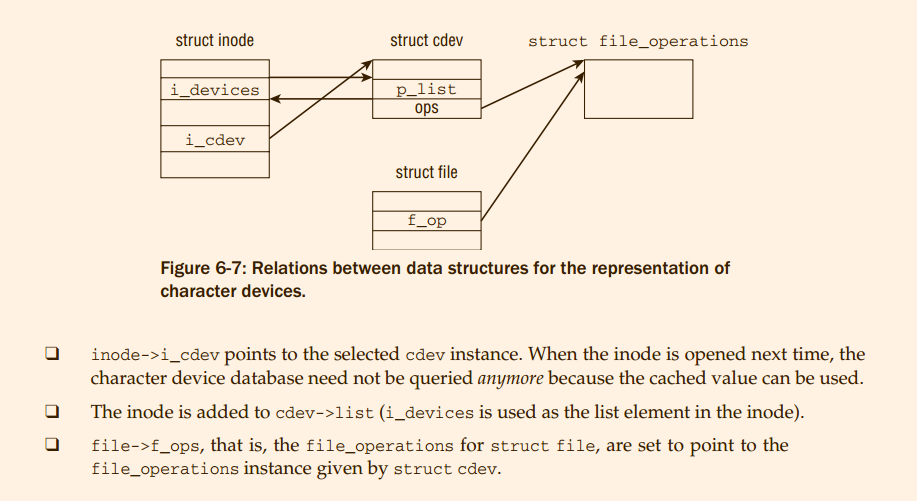 struct inode struct cdev struct file_operations
i_devices p_list
ops
i_cdev
struct file
f_op
Figure 6-7: Relations between data structures for the representation of
character devices.
❑ inode->i_cdev points to the selected cdev instance. When the inode is opened next time, the
character device database need not be queried anymore because the cached value can be used.
❑ The inode is added to cdev->list (i_devices is used as the list element in the inode).
❑ file->f_ops, that is, the file_operations for struct file, are set to point to the
file_operations instance given by struct cdev.